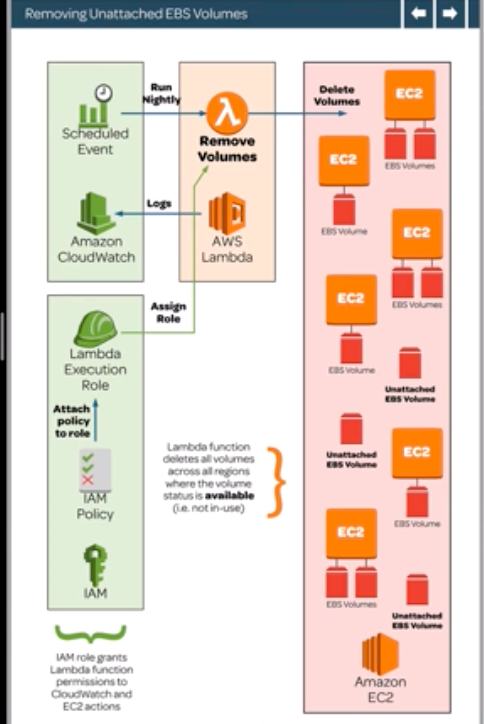 Removing Unattached EBS Volumes
Scheduled
Event
Run
Nightly
Remove
Volumes
Delete
Volumes
Logs
Amazon
CloudWatch
AWS
Lambda
Assign
Role
Lambda
Execution
Role
Attach
policy
to role
IAM
Policy
IAM
IAM role grants
Lambda function
permissions to
CloudWatch and
EC2 actions
Lambda function
deletes all volumes
across all regions
where the volume
status is available
(i.e. not in-use)
EC2
EBS Volumes
EC2
EBS Volume
EC2
EBS Volumes
EC2
EBS Volume
Unattached
EBS Volume
Unattached
EBS Volume
EC2
EBS Volume
EC2
EBS Volumes
Unattached
EBS Volume
Amazon
EC2